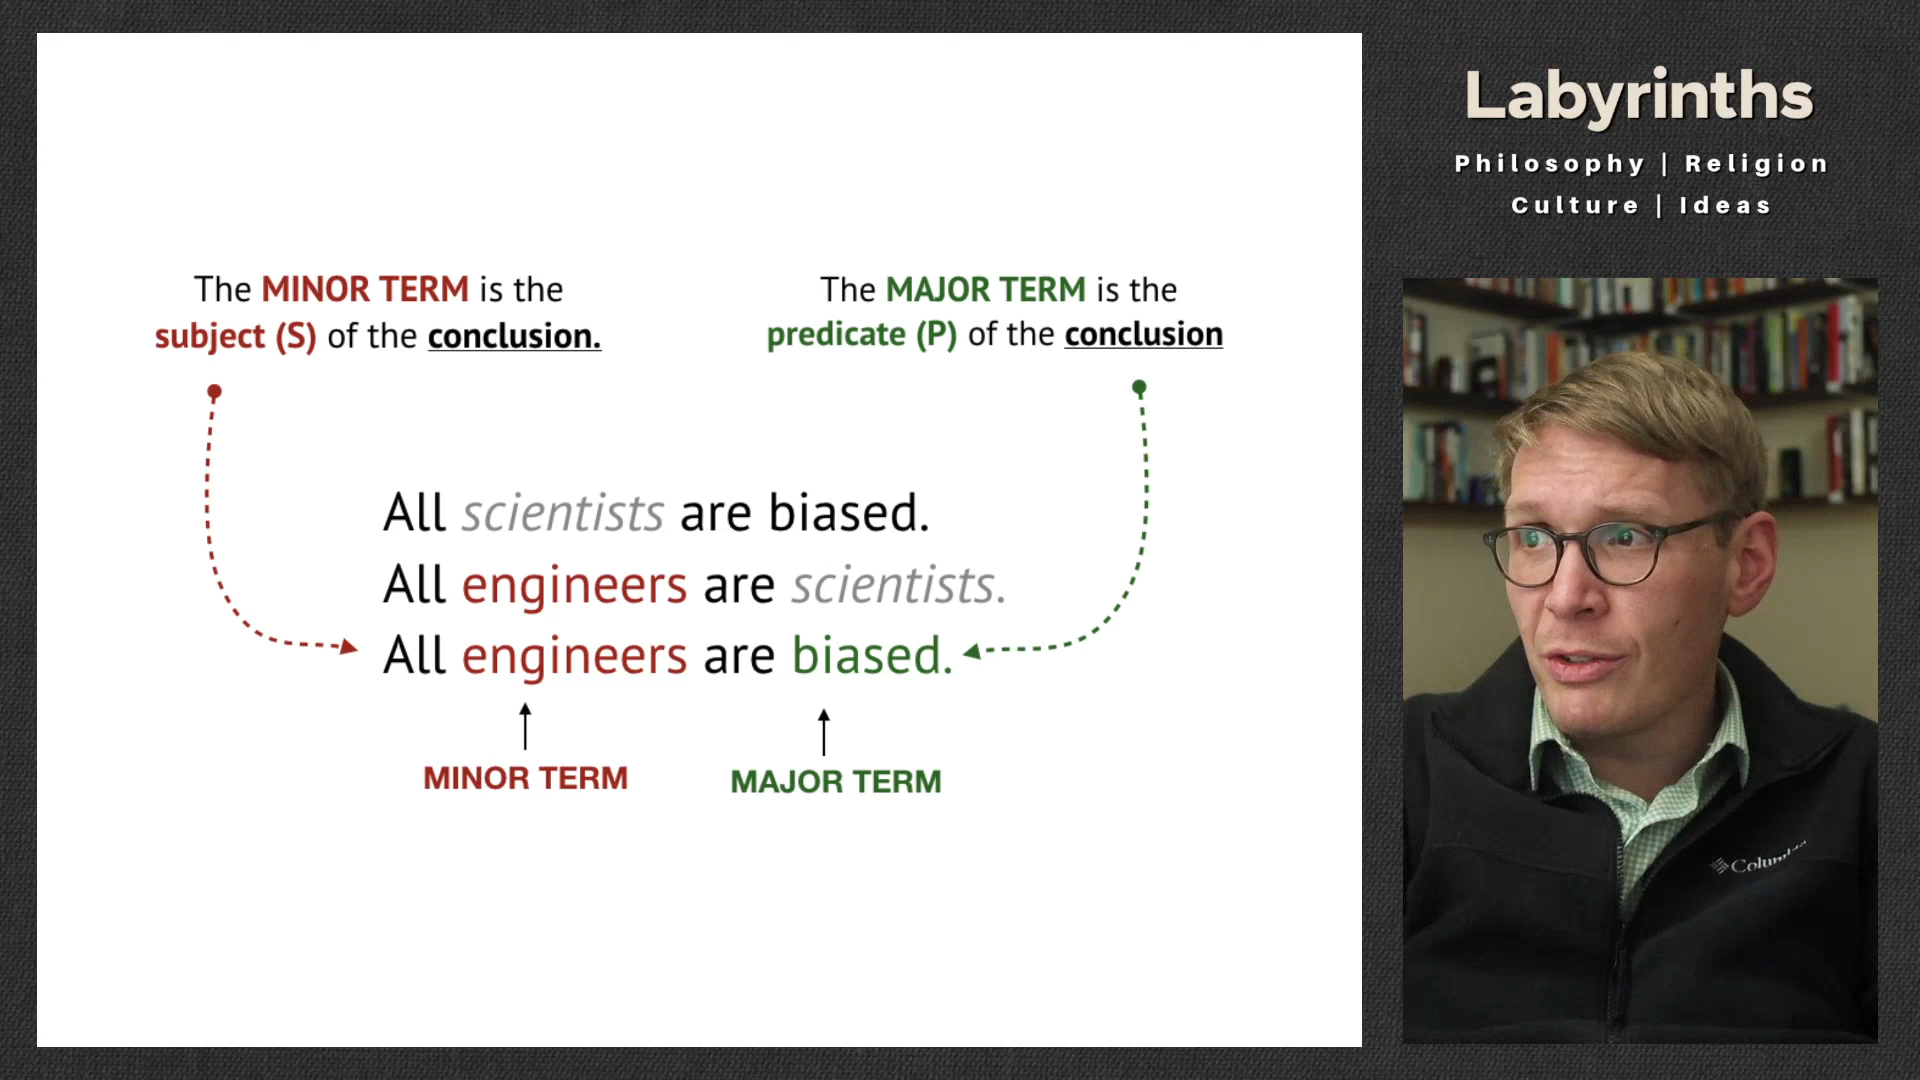 Labyrinths
Philosophy | Religion
Culture | Ideas
The MINOR TERM is the
subject (S) of the conclusion.
The MAJOR TERM is the
predicate (P) of the conclusion
All scientists are biased.
All engineers are scientists.
All engineers are biased.
MINOR TERM
MAJOR TERM
Columbia